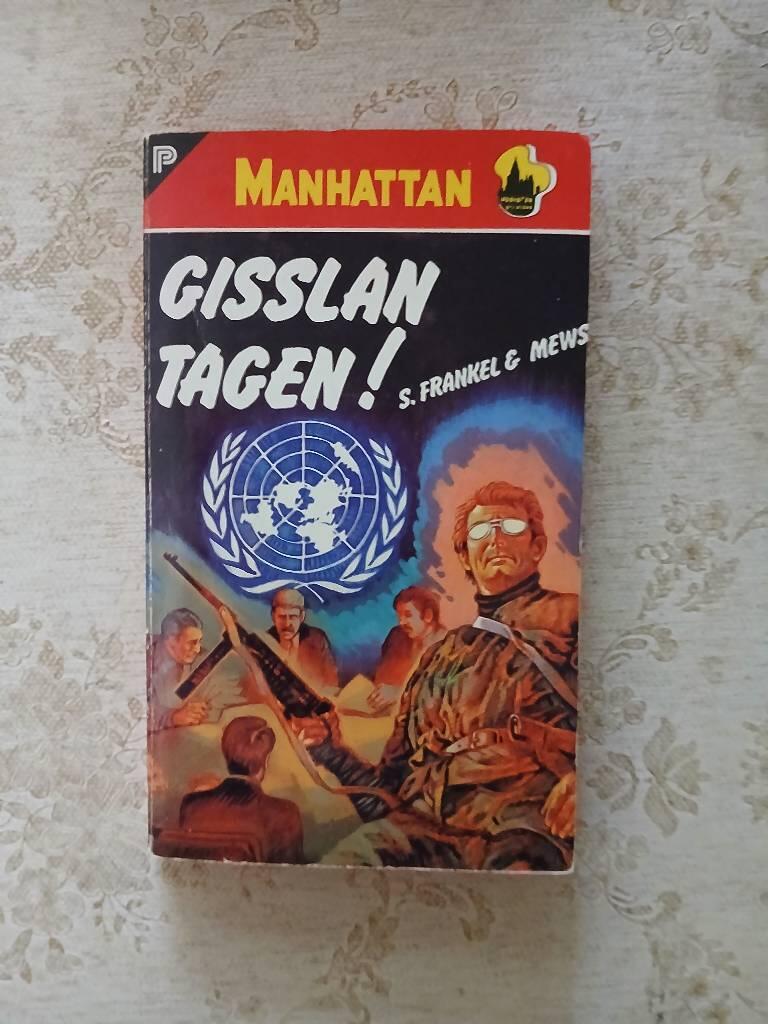 P
MANHATTAN
GISSLAN
TAGEN!
S. FRANKEL & MEWS